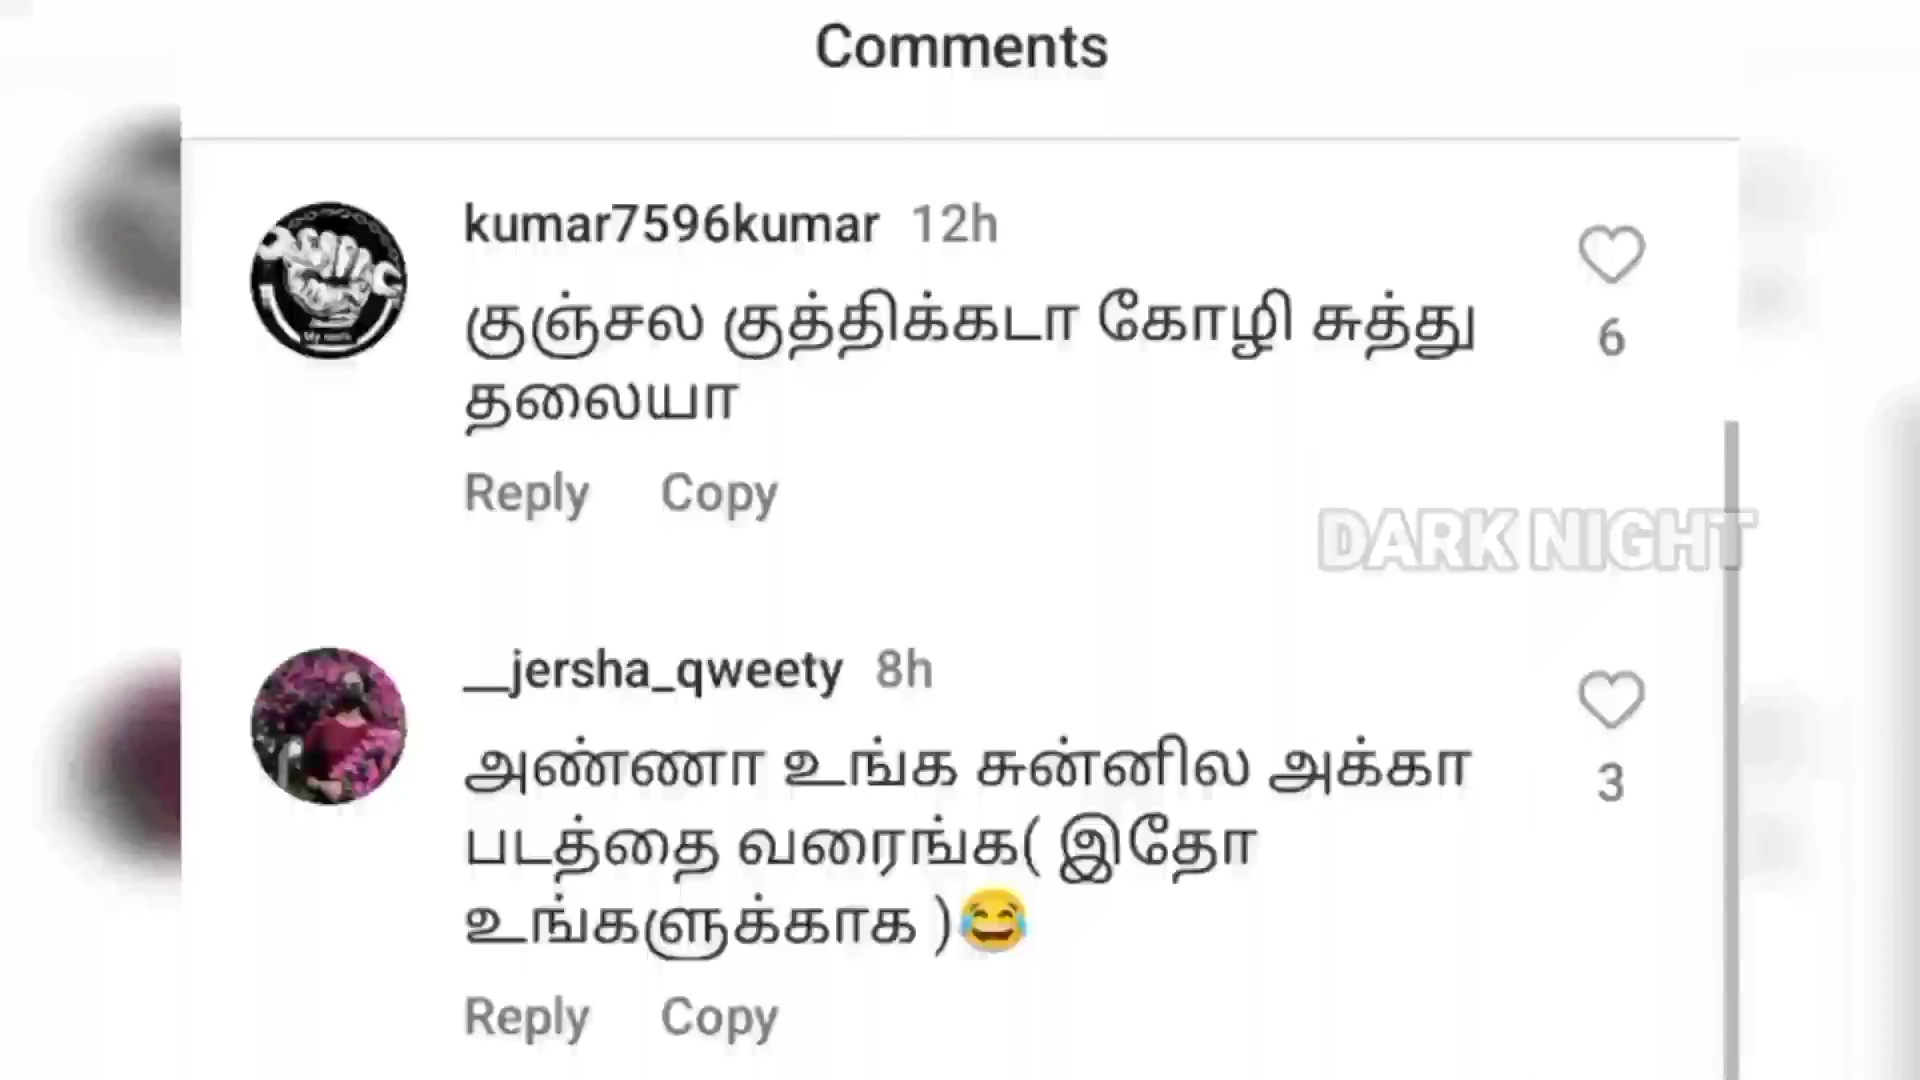 Comments
kumar7596kumar 12h
குஞ்சல குத்திக்கடா கோழி சுத்து
6
தலையா
Reply Copy
DARK NIGHT
__jersha_qweety 8h
அண்ணா உங்க சுன்னில அக்கா
3
படத்தை வரைங்க( இதோ
உங்களுக்காக )😂
Reply Copy